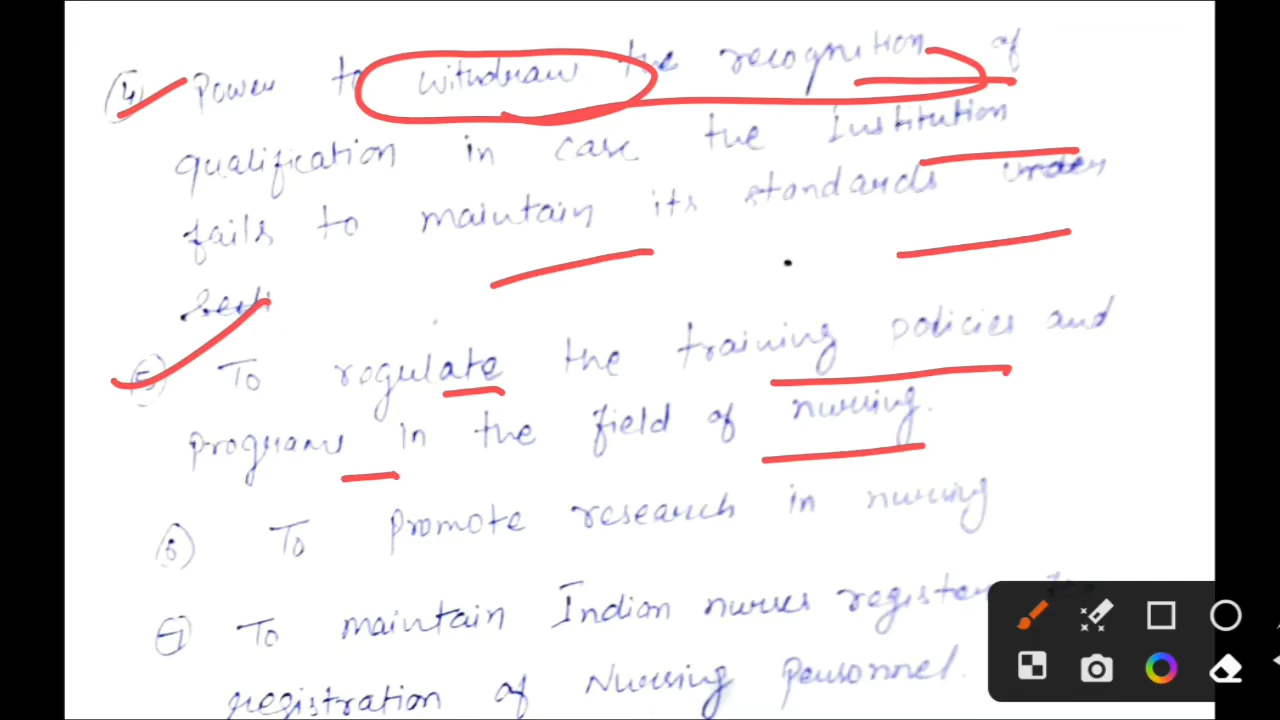 (4) Power to withdraw the recognition of
qualification in case the Institution
fails to maintain its standards under
(5) To regulate the training policies and
programs in the field of nursing.
(6) To promote research in nursing
(7) To maintain Indian nurses register
registration of Nursing Personnel.